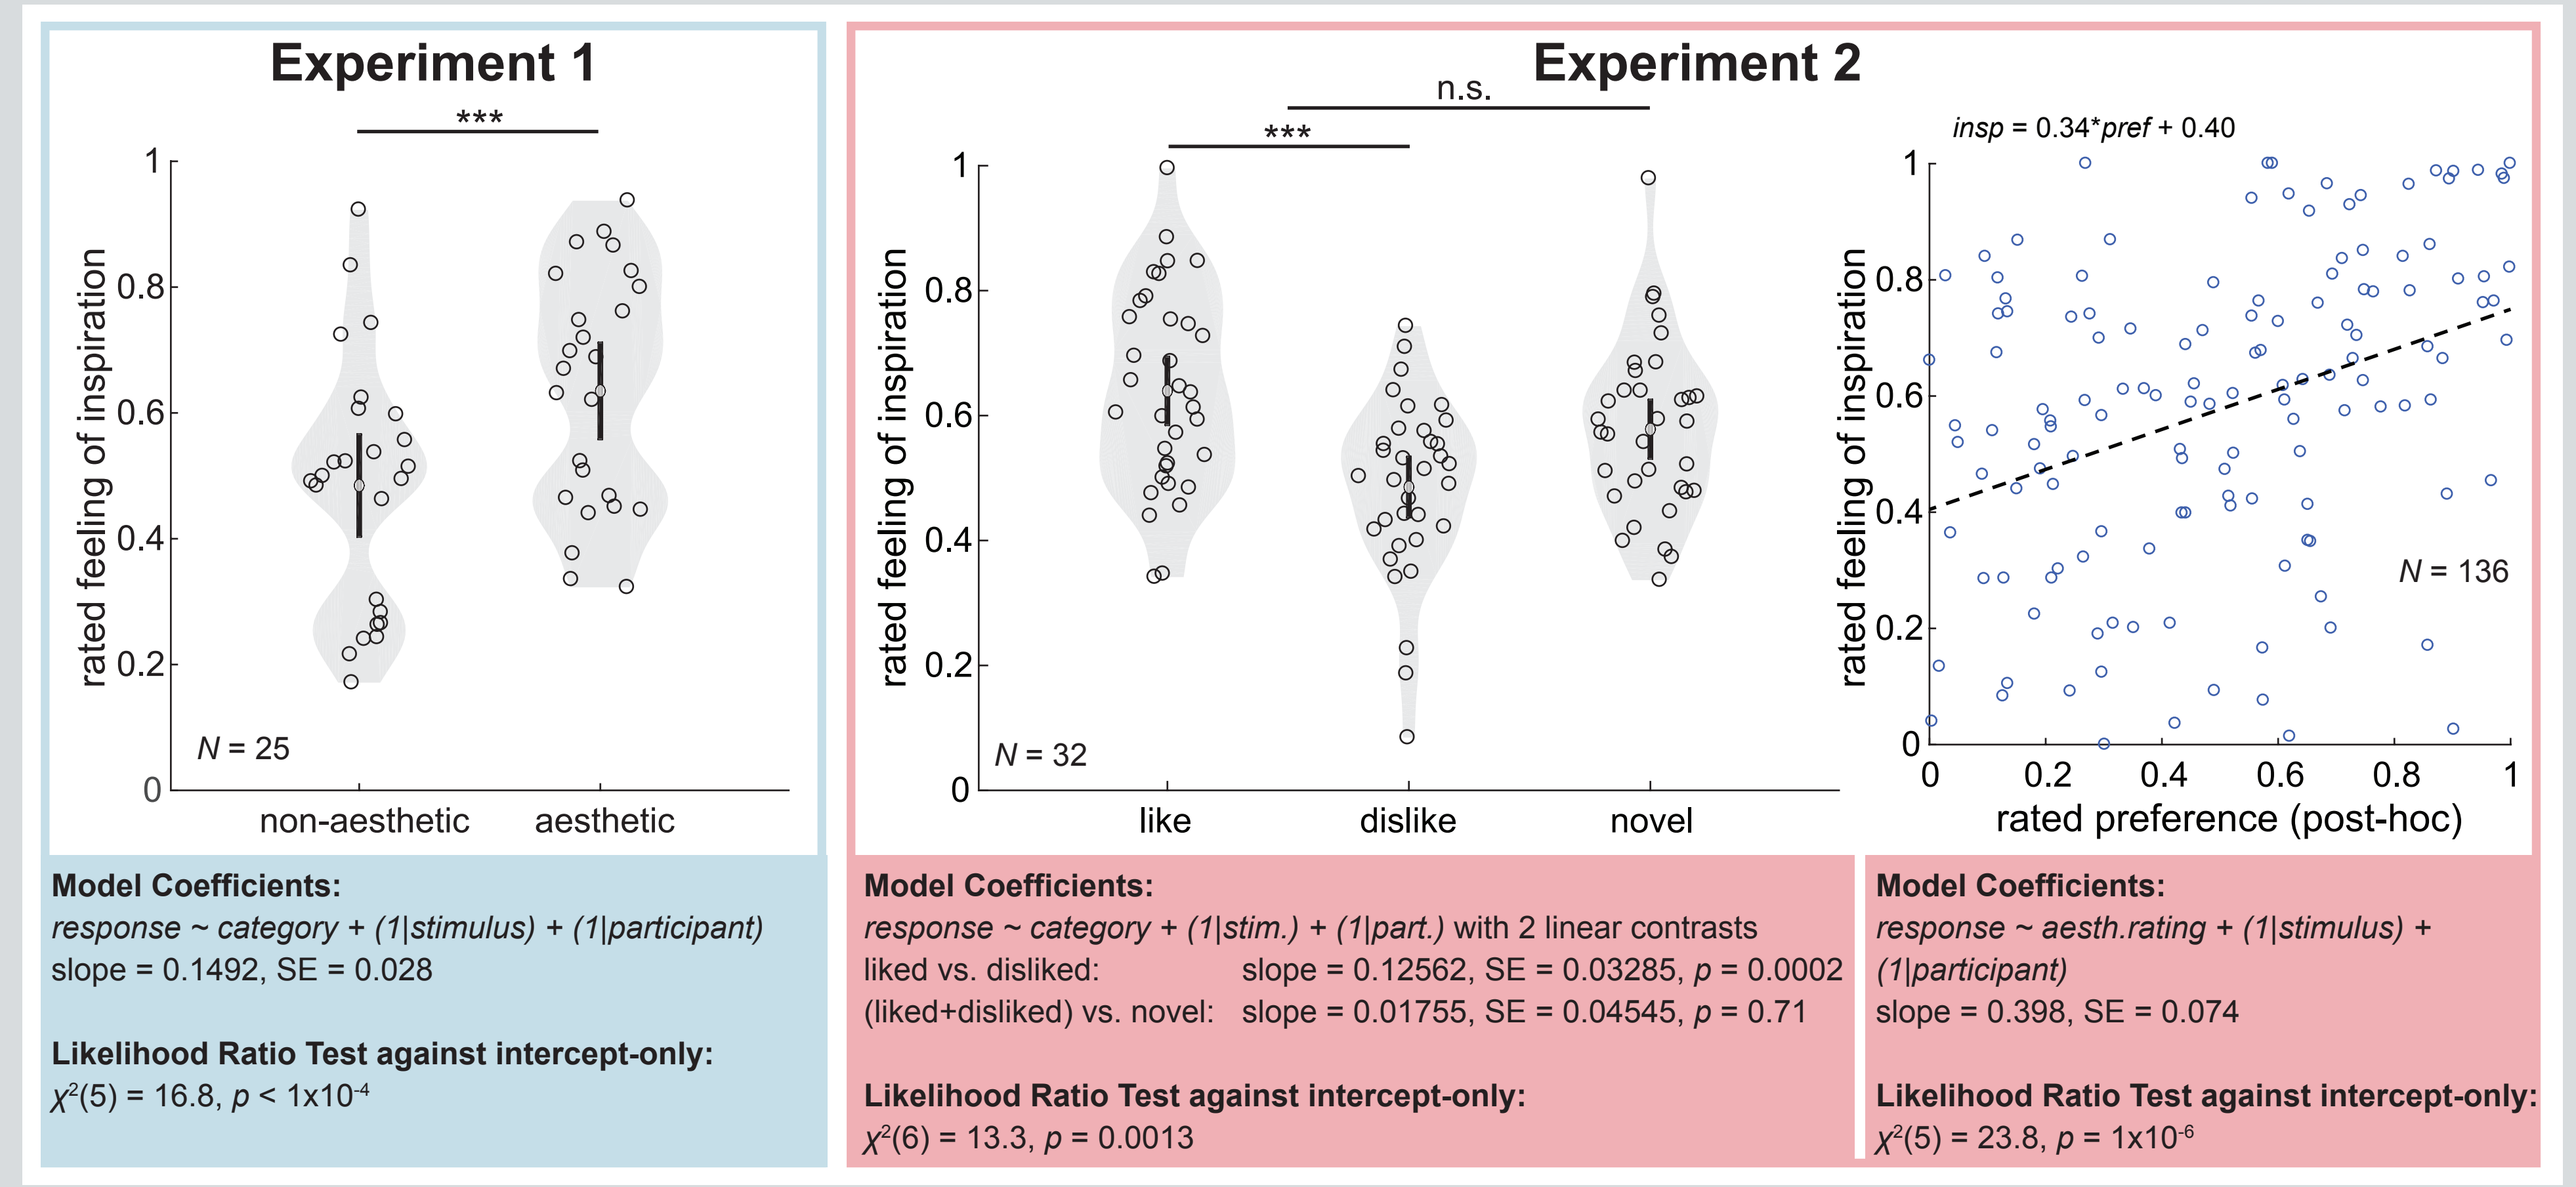 Experiment 1
***
rated feeling of inspiration
1
0.8
0.6
0.4
0.2
0
N = 25
non-aesthetic
aesthetic
Model Coefficients:
response ~ category + (1|stimulus) + (1|participant)
slope = 0.1492, SE = 0.028
Likelihood Ratio Test against intercept-only:
χ²(5) = 16.8, p < 1x10⁻⁴
Experiment 2
n.s.
***
rated feeling of inspiration
1
0.8
0.6
0.4
0.2
0
N = 32
like
dislike
novel
insp = 0.34*pref + 0.40
rated feeling of inspiration
1
0.8
0.6
0.4
0.2
0
N = 136
0
0.2
0.4
0.6
0.8
1
rated preference (post-hoc)
Model Coefficients:
response ~ category + (1|stim.) + (1|part.) with 2 linear contrasts
liked vs. disliked: slope = 0.12562, SE = 0.03285, p = 0.0002
(liked+disliked) vs. novel: slope = 0.01755, SE = 0.04545, p = 0.71
Likelihood Ratio Test against intercept-only:
χ²(6) = 13.3, p = 0.0013
Model Coefficients:
response ~ aesth.rating + (1|stimulus) +
(1|participant)
slope = 0.398, SE = 0.074
Likelihood Ratio Test against intercept-only:
χ²(5) = 23.8, p = 1x10⁻⁶